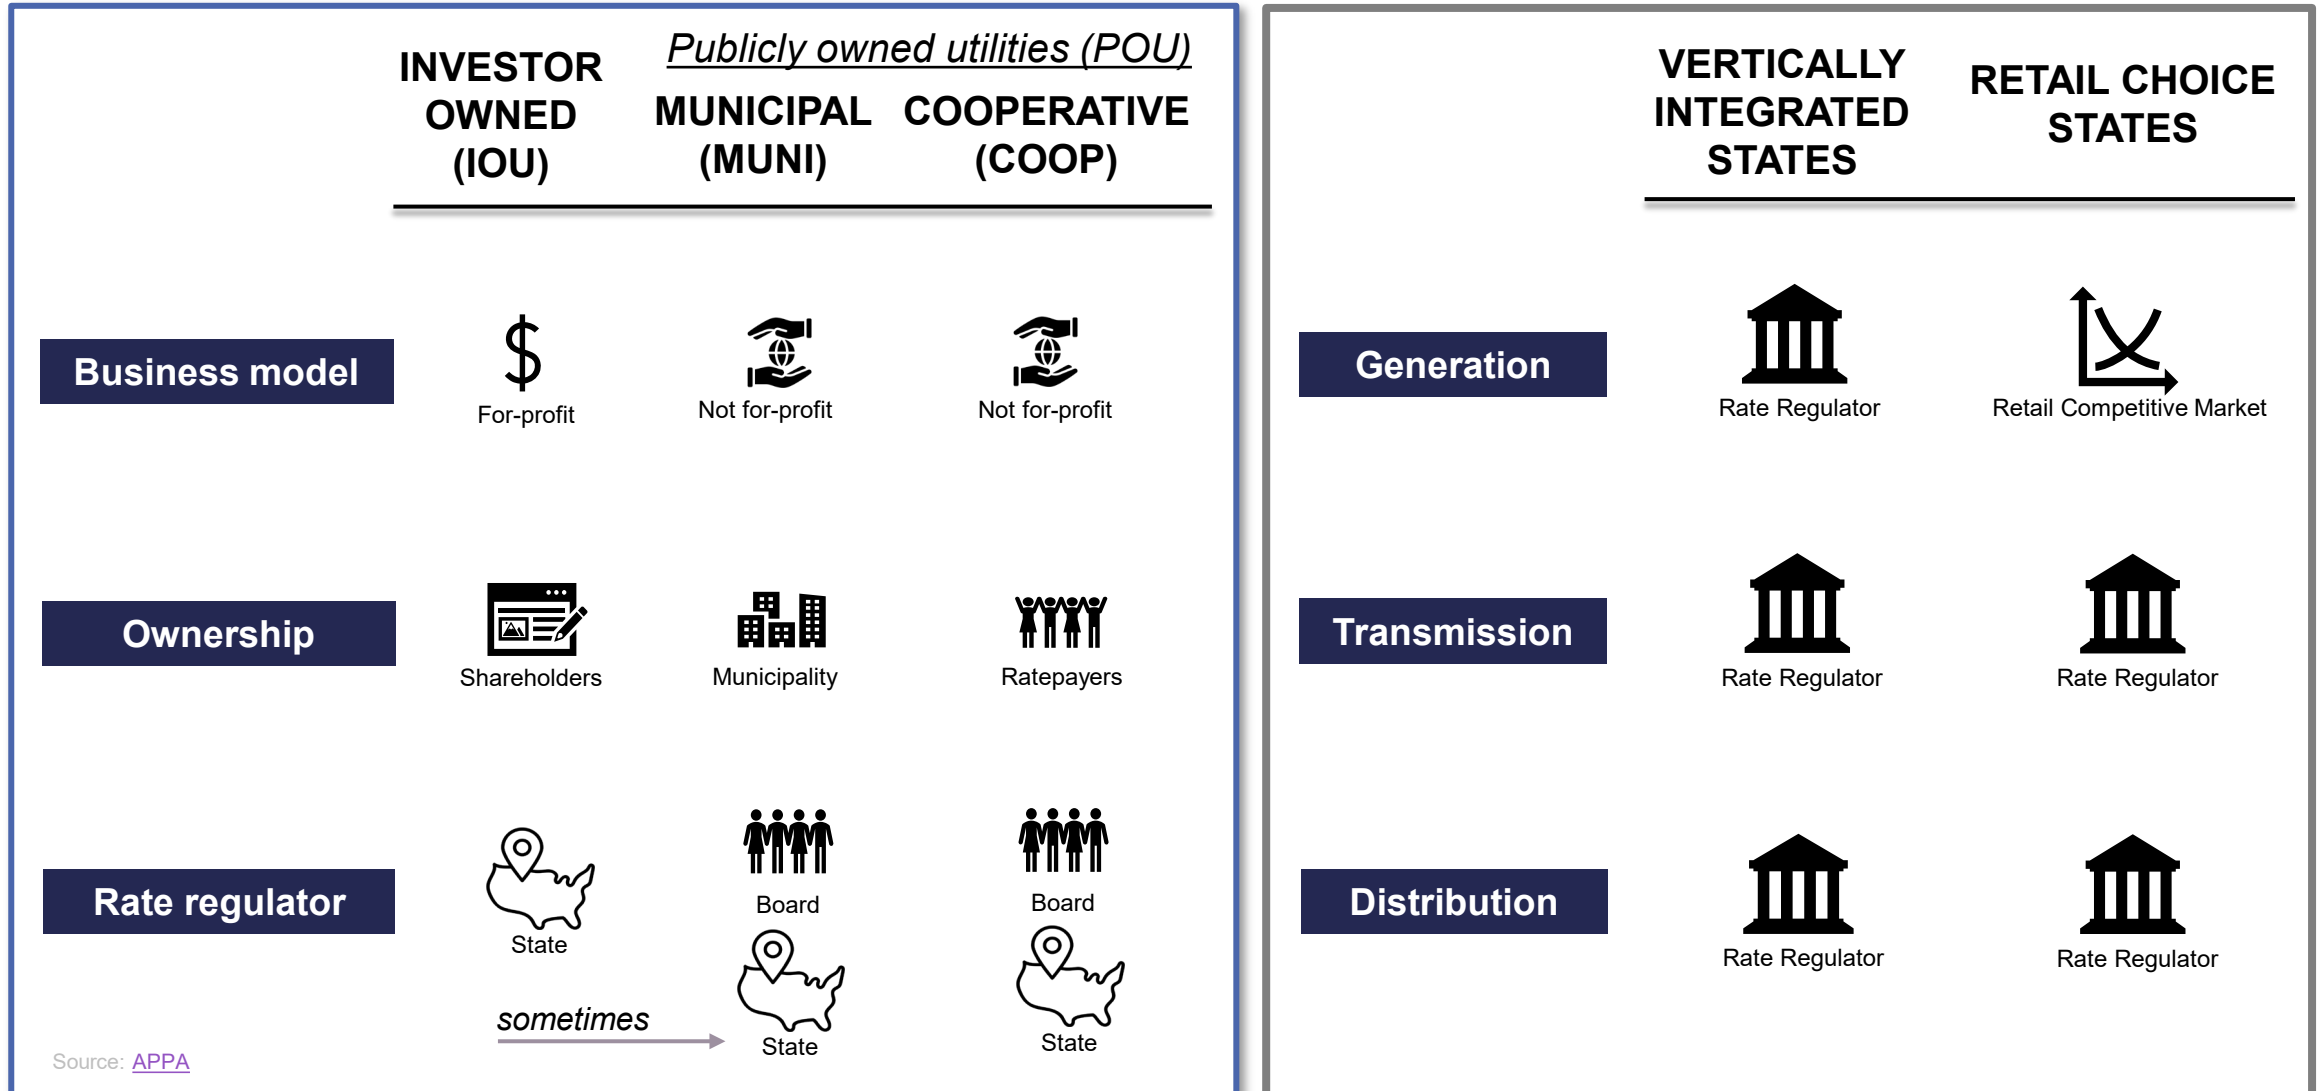 Publicly owned utilities (POU)
INVESTOR
OWNED
(IOU)
MUNICIPAL
(MUNI)
COOPERATIVE
(COOP)
Business model
For-profit
Not for-profit
Not for-profit
Ownership
Shareholders
Municipality
Ratepayers
Rate regulator
State
Board
Board
sometimes
State
State
Source: APPA
VERTICALLY
INTEGRATED
STATES
RETAIL CHOICE
STATES
Generation
Rate Regulator
Retail Competitive Market
Transmission
Rate Regulator
Rate Regulator
Distribution
Rate Regulator
Rate Regulator